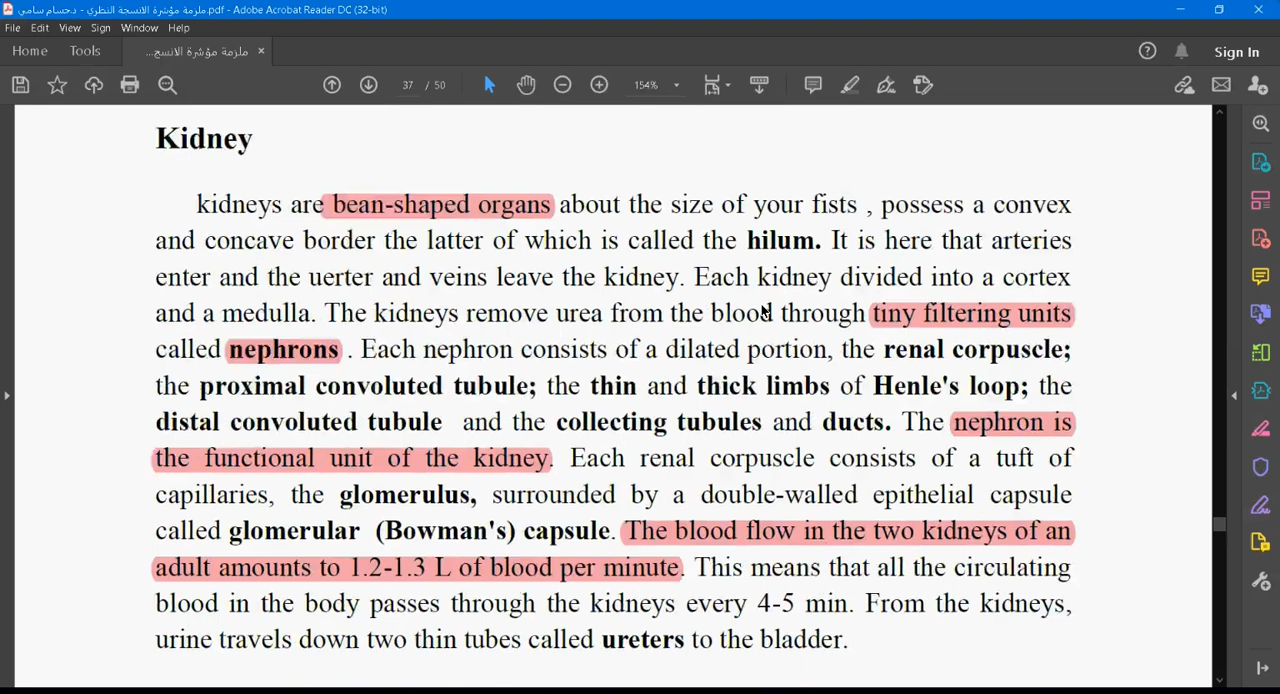 ملزمة مؤشرة الانسجة النظري - د.حسام سامي.pdf - Adobe Acrobat Reader DC (32-bit)
File Edit View Sign Window Help
Home Tools ملزمة مؤشرة الانسج... × Sign In
37 / 50 154%
Kidney
kidneys are bean-shaped organs about the size of your fists , possess a convex
and concave border the latter of which is called the hilum. It is here that arteries
enter and the uerter and veins leave the kidney. Each kidney divided into a cortex
and a medulla. The kidneys remove urea from the blood through tiny filtering units
called nephrons . Each nephron consists of a dilated portion, the renal corpuscle;
the proximal convoluted tubule; the thin and thick limbs of Henle's loop; the
distal convoluted tubule and the collecting tubules and ducts. The nephron is
the functional unit of the kidney. Each renal corpuscle consists of a tuft of
capillaries, the glomerulus, surrounded by a double-walled epithelial capsule
called glomerular (Bowman's) capsule. The blood flow in the two kidneys of an
adult amounts to 1.2-1.3 L of blood per minute. This means that all the circulating
blood in the body passes through the kidneys every 4-5 min. From the kidneys,
urine travels down two thin tubes called ureters to the bladder.